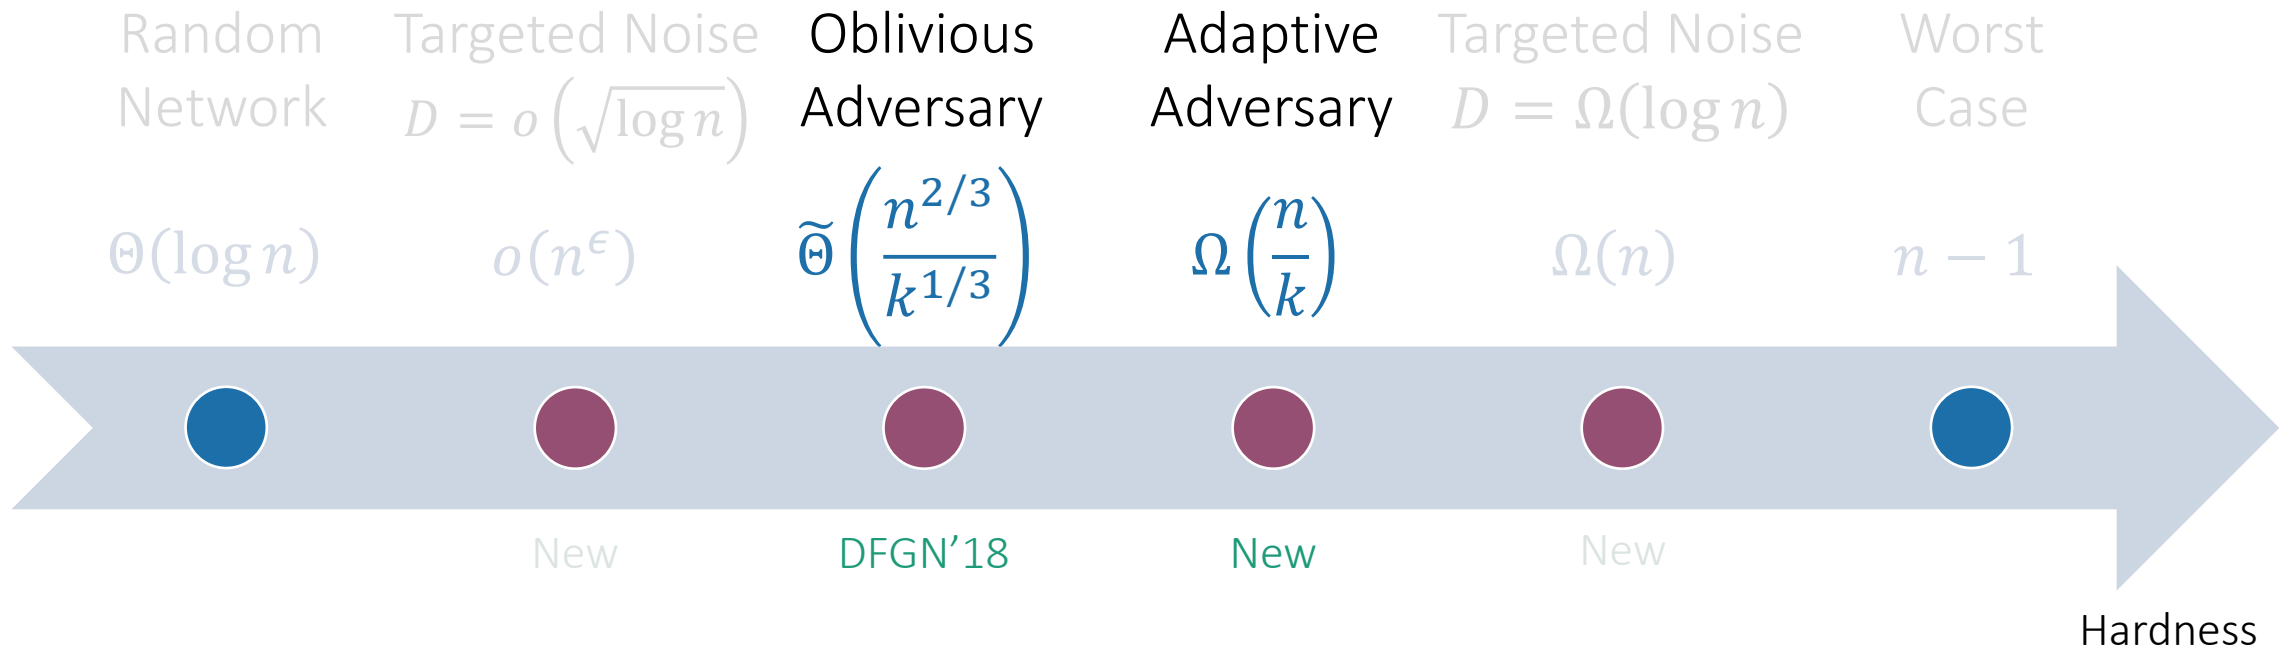 Random Network
Targeted Noise D = o(√log n)
Oblivious Adversary
Adaptive Adversary
Targeted Noise D = Ω(log n)
Worst Case
Θ(log n)
o(n^ϵ)
Θ̃(n^{2/3}/k^{1/3})
Ω(n/k)
Ω(n)
n − 1
New
DFGN’18
New
New
Hardness